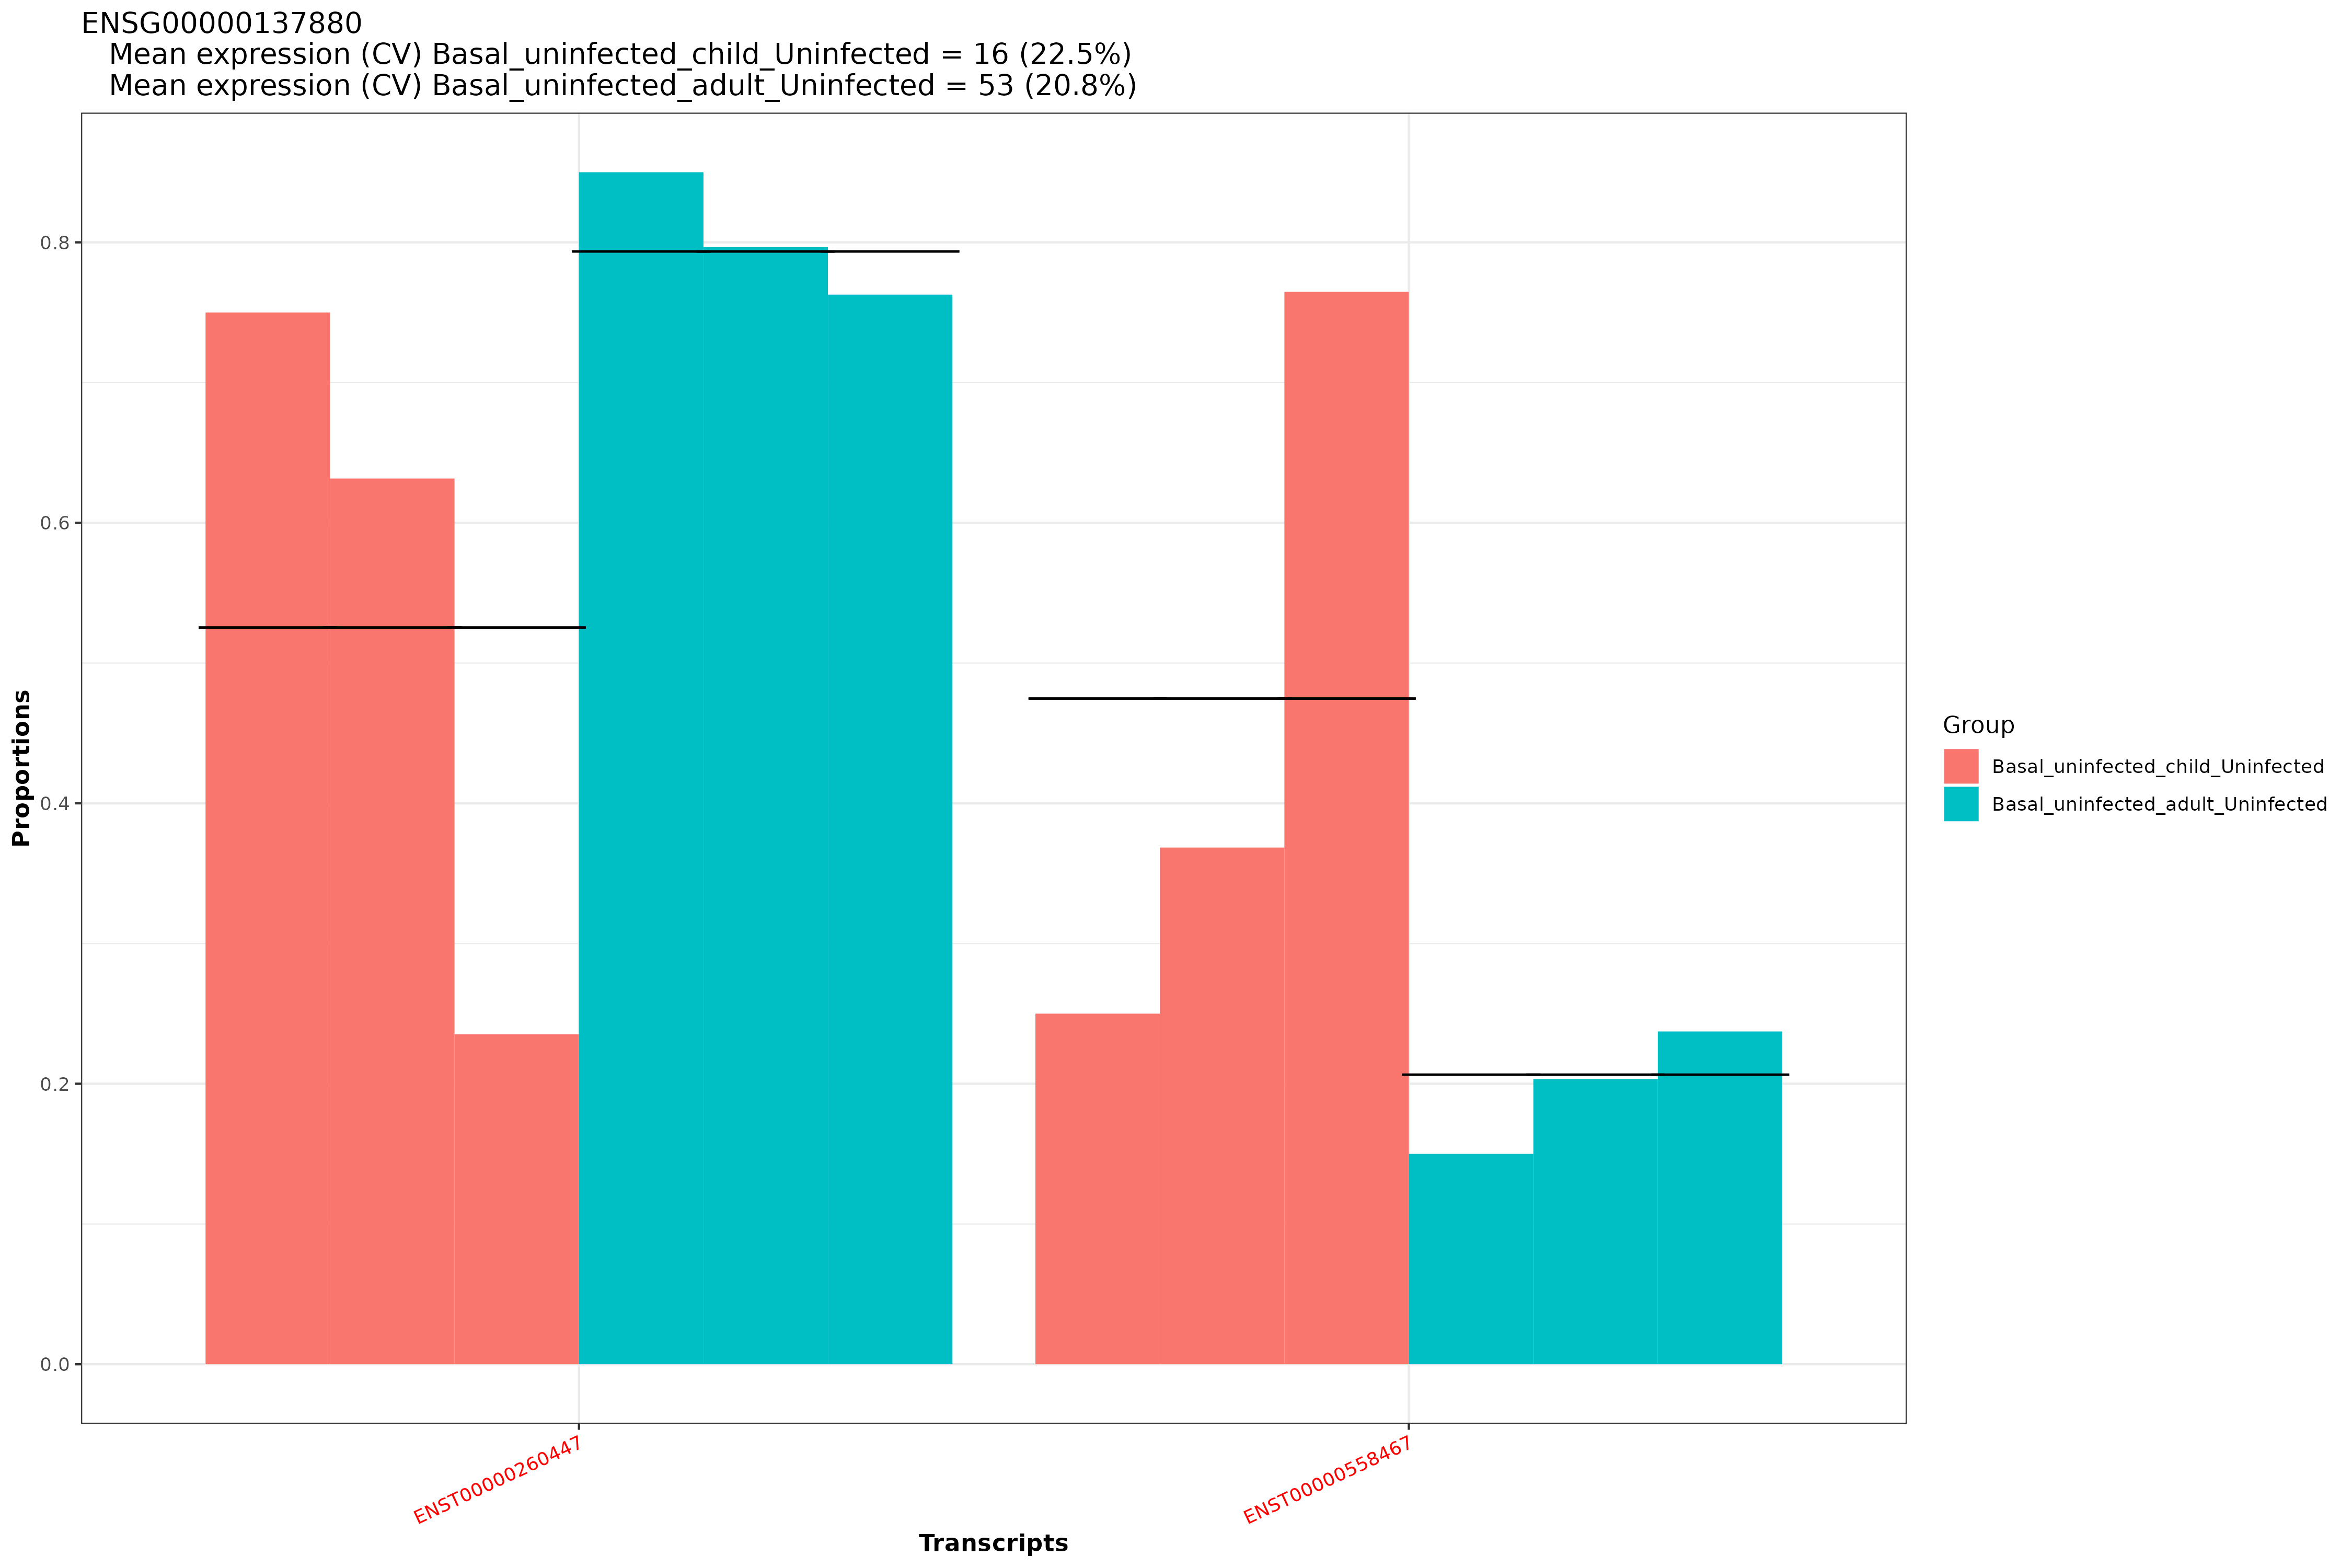 ENSG00000137880
Mean expression (CV) Basal_uninfected_child_Uninfected = 16 (22.5%)
Mean expression (CV) Basal_uninfected_adult_Uninfected = 53 (20.8%)
Proportions
0.8
0.6
0.4
0.2
0.0
ENST00000260447
ENST00000558467
Transcripts
Group
Basal_uninfected_child_Uninfected
Basal_uninfected_adult_Uninfected